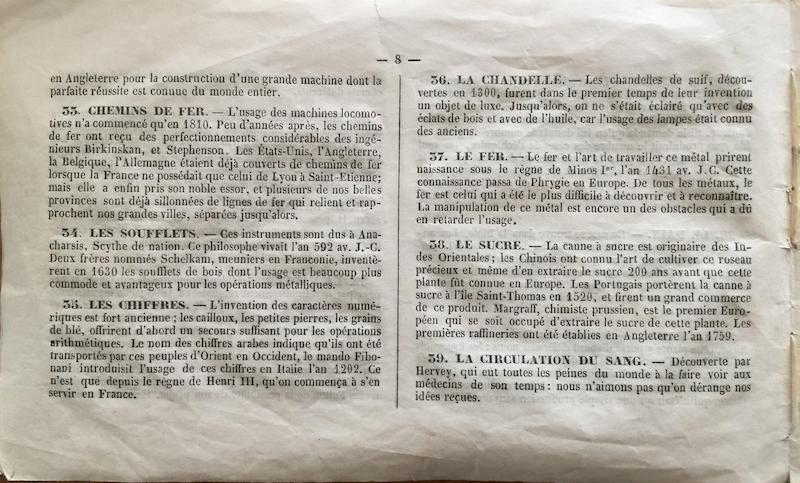 — 8 —
en Angleterre pour la construction d'une grande machine dont la
parfaite réussite est connue du monde entier.
33. CHEMINS DE FER. — L'usage des machines locomo-
tives n'a commencé qu'en 1810. Peu d'années après, les chemins
de fer ont reçu des perfectionnements considérables des ingé-
nieurs Birkinskan, et Stephenson. Les États-Unis, l'Angleterre,
la Belgique, l'Allemagne étaient déjà couverts de chemins de fer
lorsque la France ne possédait que celui de Lyon à Saint-Etienne;
mais elle a enfin pris son noble essor, et plusieurs de nos belles
provinces sont déjà sillonnées de lignes de fer qui relient et rap-
prochent nos grandes villes, séparées jusqu'alors.
34. LES SOUFFLETS. — Ces instruments sont dus à Ana-
charsis, Scythe de nation. Ce philosophe vivait l'an 592 av. J.-C.
Deux frères nommés Schelkam, meuniers en Franconie, inventè-
rent en 1630 les soufflets de bois dont l'usage est beaucoup plus
commode et avantageux pour les opérations métalliques.
35. LES CHIFFRES. — L'invention des caractères numé-
riques est fort ancienne; les cailloux, les petites pierres, les grains
de blé, offrirent d'abord un secours suffisant pour les opérations
arithmétiques. Le nom des chiffres arabes indique qu'ils ont été
transportés par ces peuples d'Orient en Occident, le mando Fibo-
nani introduisit l'usage de ces chiffres en Italie l'an 1202. Ce
n'est que depuis le règne de Henri III, qu'on commença à s'en
servir en France.
36. LA CHANDELLE. — Les chandelles de suif, décou-
vertes en 1300, furent dans le premier temps de leur invention
un objet de luxe. Jusqu'alors, on ne s'était éclairé qu'avec des
éclats de bois et avec de l'huile, car l'usage des lampes était connu
des anciens.
37. LE FER. — Le fer et l'art de travailler ce métal prirent
naissance sous le règne de Minos Ier, l'an 1431 av. J.C. Cette
connaissance passa de Phrygie en Europe. De tous les métaux, le
fer est celui qui a été le plus difficile à découvrir et à reconnaître.
La manipulation de ce métal est encore un des obstacles qui a dû
en retarder l'usage.
38. LE SUCRE. — La canne à sucre est originaire des In-
des Orientales; les Chinois ont connu l'art de cultiver ce roseau
précieux et même d'en extraire le sucre 200 ans avant que cette
plante fût connue en Europe. Les Portugais portèrent la canne à
sucre à l'île Saint-Thomas en 1520, et firent un grand commerce
de ce produit. Margraff, chimiste prussien, est le premier Euro-
péen qui se soit occupé d'extraire le sucre de cette plante. Les
premières raffineries ont été établies en Angleterre l'an 1759.
39. LA CIRCULATION DU SANG. — Découverte par
Hervey, qui eut toutes les peines du monde à la faire voir aux
médecins de son temps: nous n'aimons pas qu'on dérange nos
idées reçues.